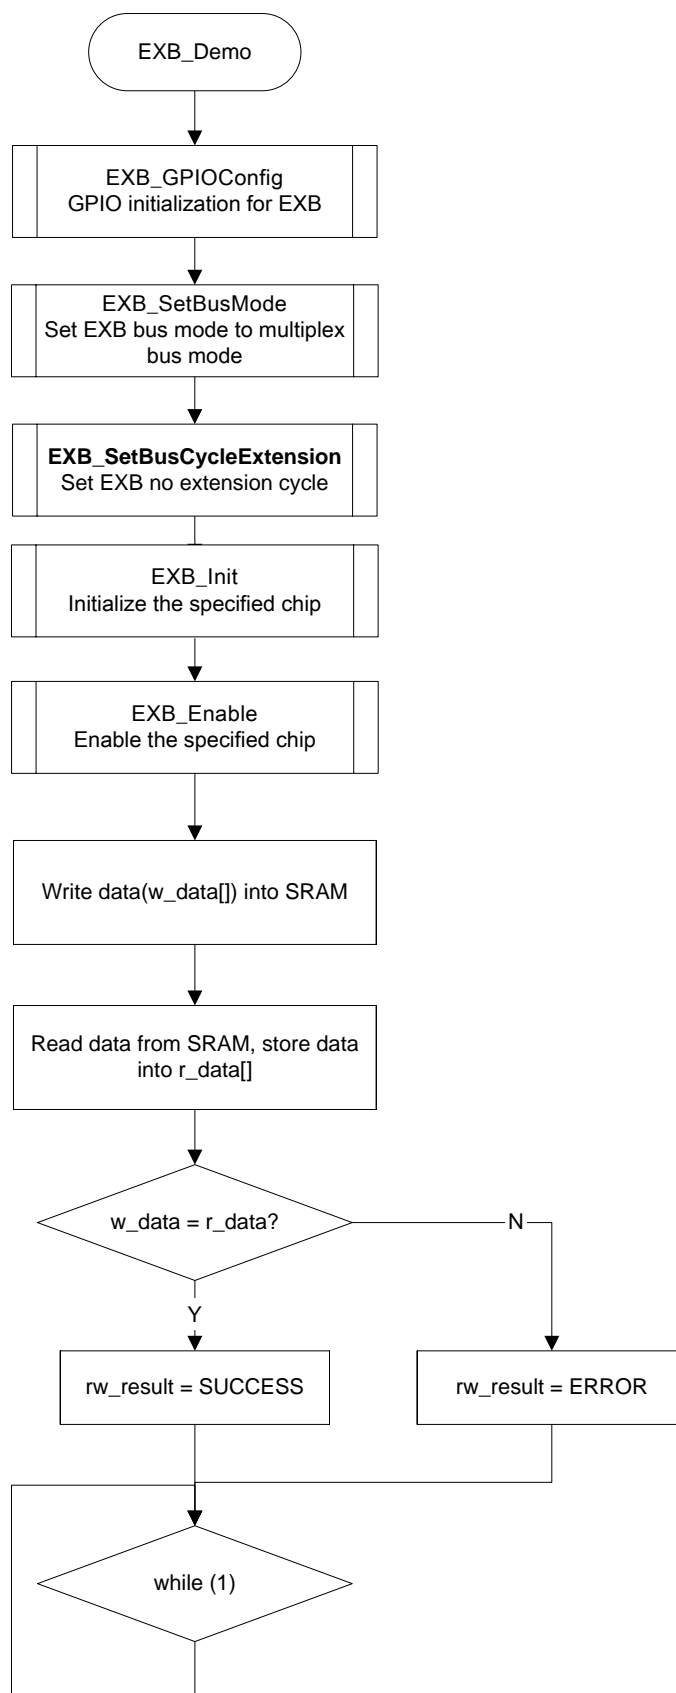 EXB_Demo
EXB_GPIOConfig
GPIO initialization for EXB
EXB_SetBusMode
Set EXB bus mode to multiplex
bus mode
EXB_SetBusCycleExtension
Set EXB no extension cycle
EXB_Init
Initialize the specified chip
EXB_Enable
Enable the specified chip
Write data(w_data[]) into SRAM
Read data from SRAM, store data
into r_data[]
w_data = r_data?
N
Y
rw_result = SUCCESS
rw_result = ERROR
while (1)